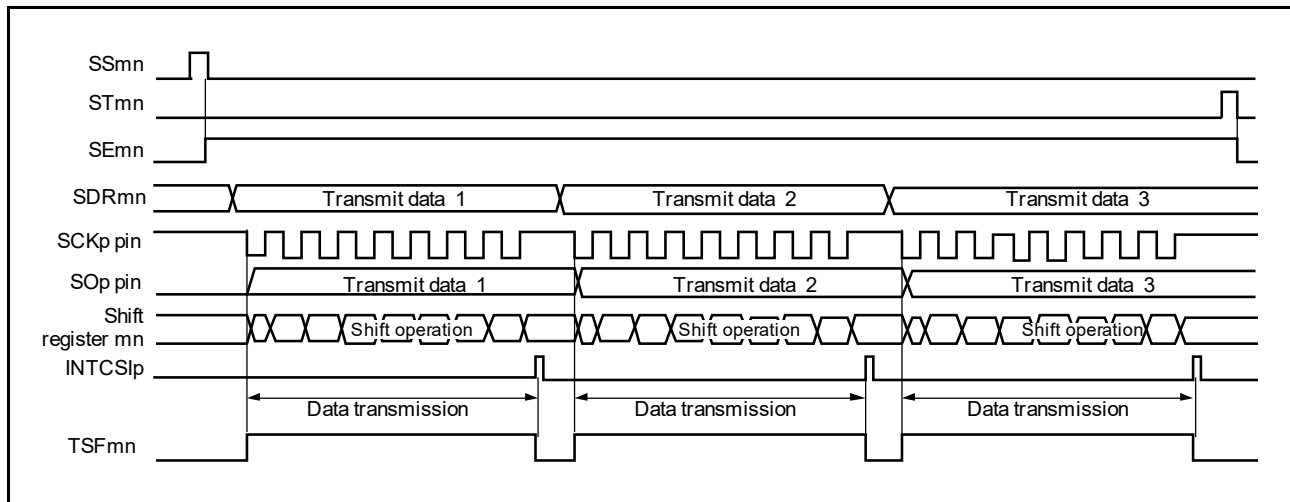 SSmn
STmn
SEmn
SDRmn Transmit data 1 Transmit data 2 Transmit data 3
SCKp pin
SOp pin Transmit data 1 Transmit data 2 Transmit data 3
Shift
register mn Shift operation Shift operation Shift operation
INTCSIp
Data transmission Data transmission Data transmission
TSFmn